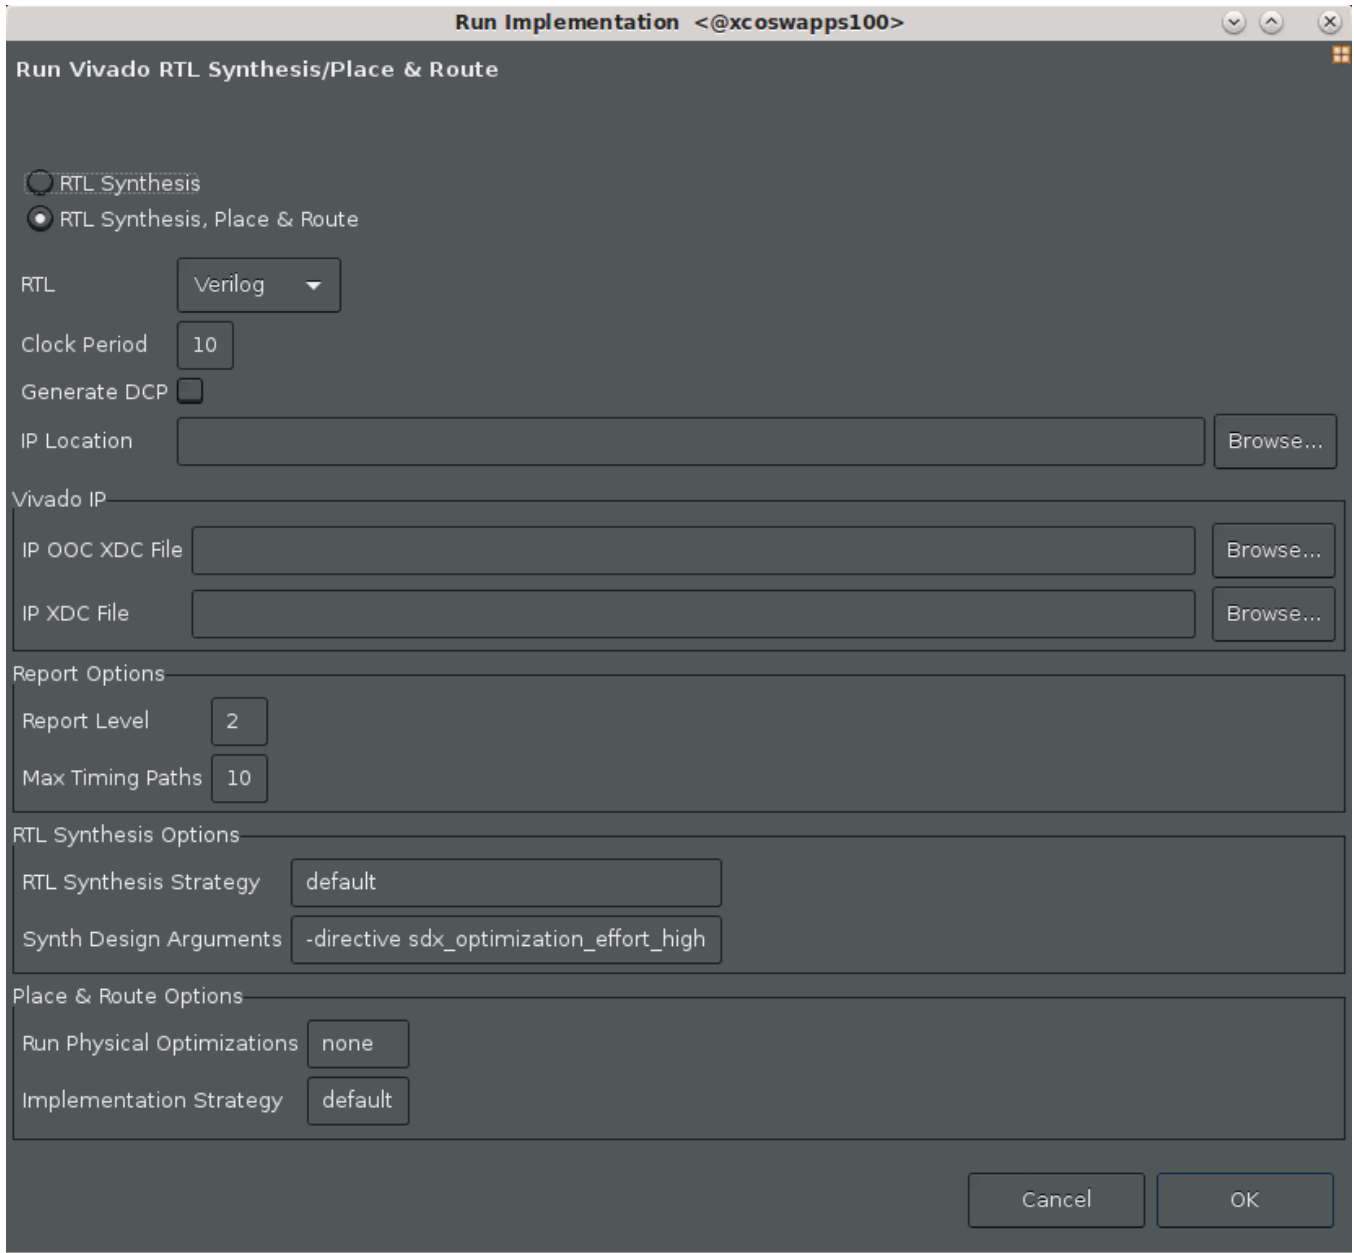 Run Implementation <@xcoswapps100>
Run Vivado RTL Synthesis/Place & Route
RTL Synthesis
RTL Synthesis, Place & Route
RTL Verilog
Clock Period 10
Generate DCP
IP Location Browse...
Vivado IP
IP OOC XDC File Browse...
IP XDC File Browse...
Report Options
Report Level 2
Max Timing Paths 10
RTL Synthesis Options
RTL Synthesis Strategy default
Synth Design Arguments -directive sdx_optimization_effort_high
Place & Route Options
Run Physical Optimizations none
Implementation Strategy default
Cancel OK